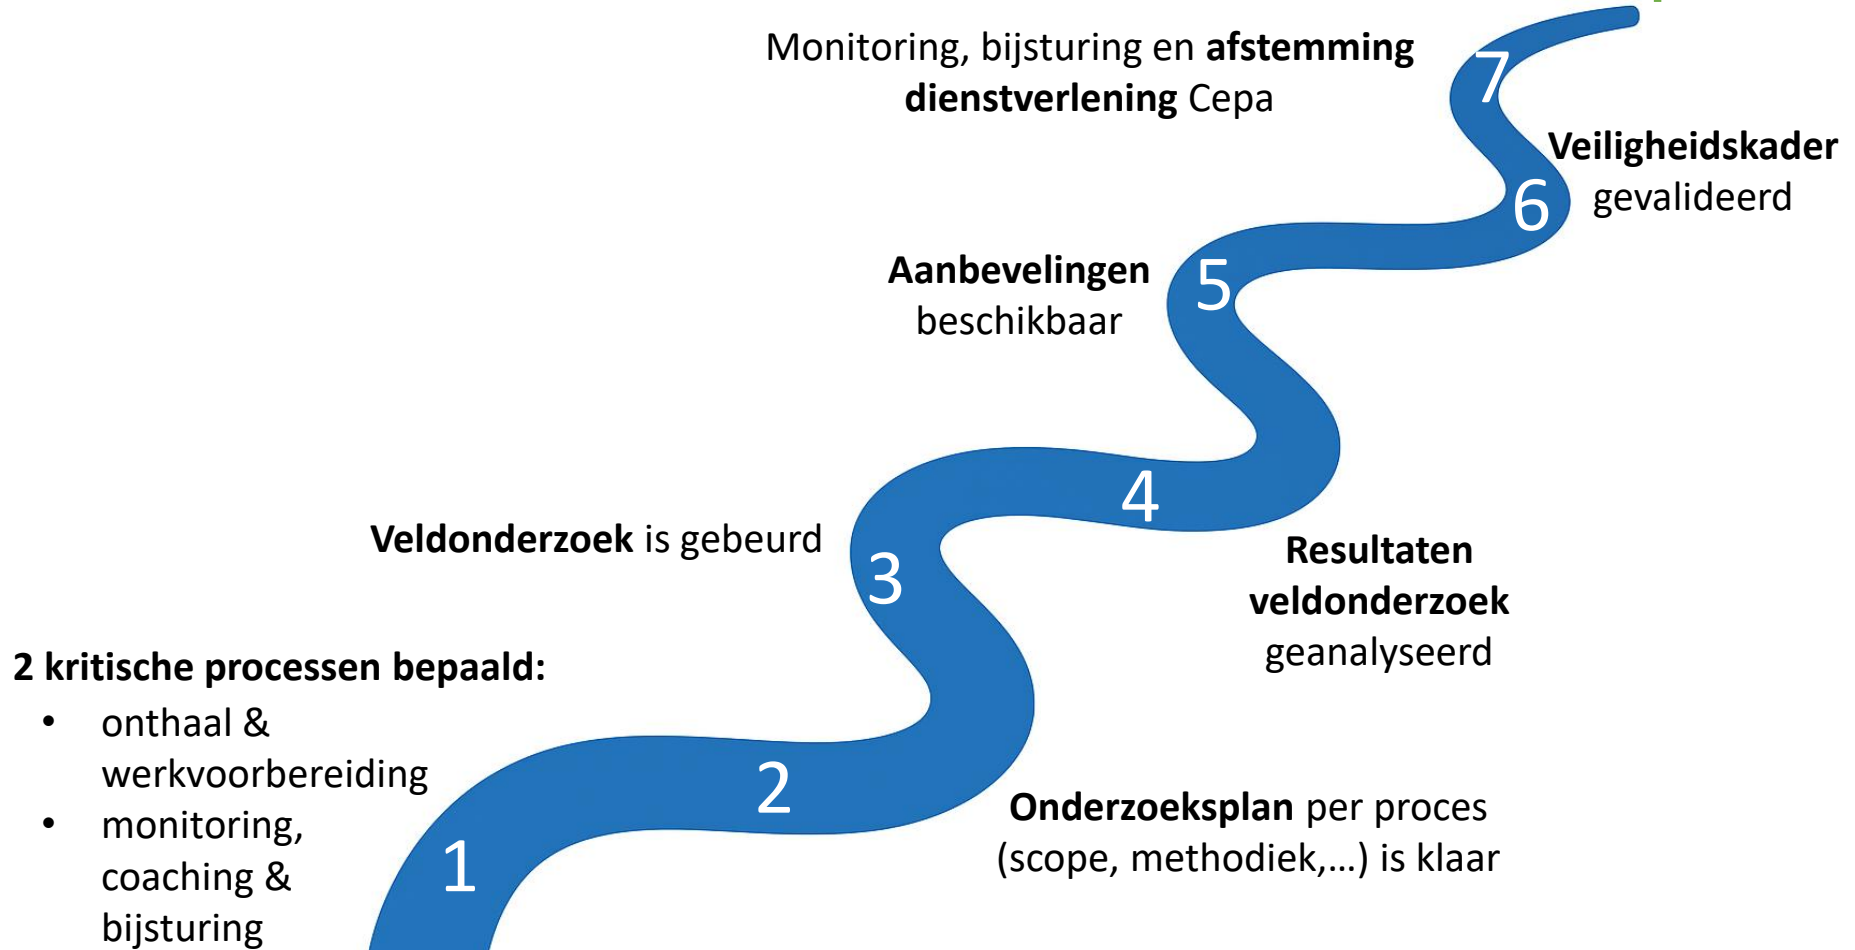 Monitoring, bijsturing en afstemming
dienstverlening Cepa
7
Veiligheidskader
gevalideerd
6
Aanbevelingen
beschikbaar
5
4
Veldonderzoek is gebeurd
3
Resultaten
veldonderzoek
geanalyseerd
2 kritische processen bepaald:
• onthaal &
werkvoorbereiding
• monitoring,
coaching &
bijsturing
2
Onderzoeksplan per proces
(scope, methodiek,...) is klaar
1